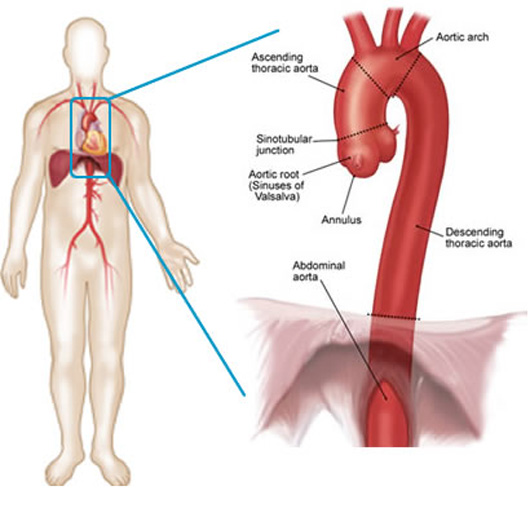 Aortic arch
Ascending
thoracic aorta
Sinotubular
junction
Aortic root
(Sinuses of
Valsalva)
Annulus
Descending
thoracic aorta
Abdominal
aorta